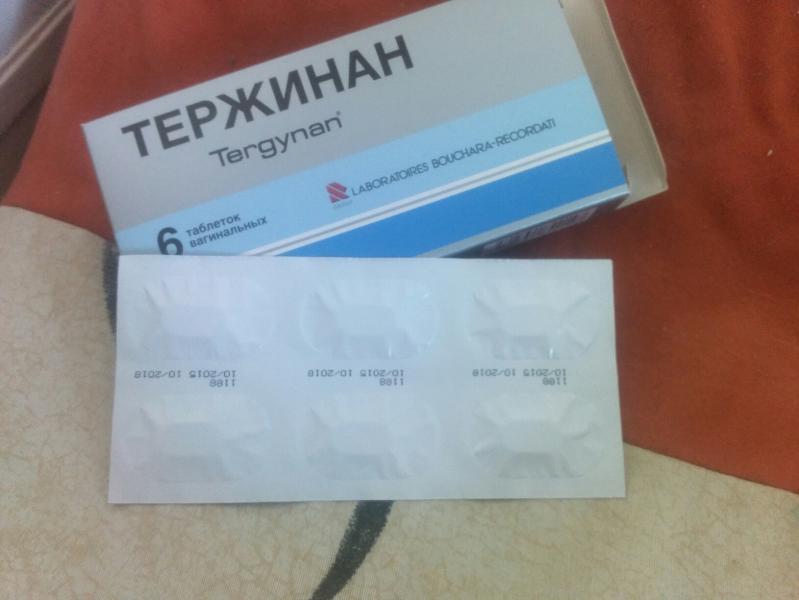 ТЕРЖИНАН
Tergynan®
LABORATOIRES BOUCHARA-RECORDATI
6 таблеток
вагинальных
1188
10/2015 10/2018
1188
10/2015 10/2018
1188
10/2015 10/2018